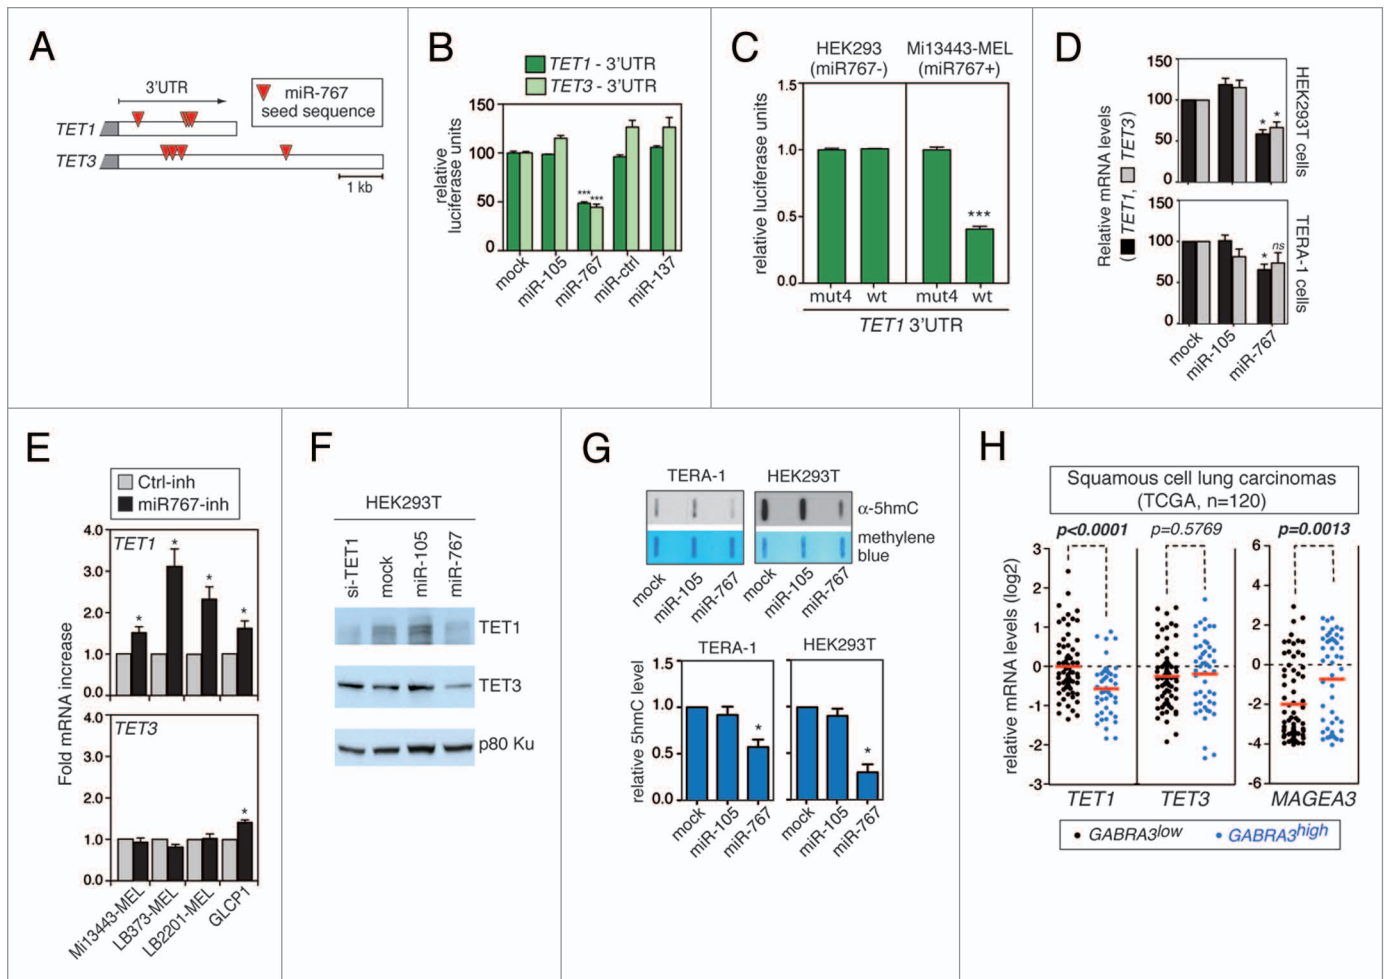 A
3'UTR
TET1
TET3
miR-767
seed sequence
1 kb
B
TET1 - 3'UTR
TET3 - 3'UTR
relative
luciferase units
150
100
50
0
***
***
mock
miR-105
miR-767
miR-ctrl
miR-137
C
HEK293
(miR767-)
Mi13443-MEL
(miR767+)
relative luciferase units
1.5
1.0
0.5
0.0
***
mut4 wt mut4 wt
TET1 3'UTR
D
Relative mRNA levels
( TET1, TET3)
150
100
50
0
* *
HEK293T
cells
150
100
50
0
* ns
TERA-1
cells
mock
miR-105
miR-767
E
Ctrl-inh
miR767-inh
Fold mRNA increase
TET1
4.0
3.0
2.0
1.0
0.0
* * * *
TET3
4.0
3.0
2.0
1.0
0.0
*
Mi13443-MEL
LB373-MEL
LB2201-MEL
GLCP1
F
HEK293T
si-TET1
mock
miR-105
miR-767
TET1
TET3
p80 Ku
G
TERA-1
HEK293T
α-5hmC
methylene
blue
mock
miR-105
miR-767
mock
miR-105
miR-767
TERA-1
HEK293T
relative 5hmC level
1.5
1.0
0.5
0.0
*
*
mock
miR-105
miR-767
mock
miR-105
miR-767
H
Squamous cell lung carcinomas
(TCGA, n=120)
p<0.0001 p=0.5769 p=0.0013
relative mRNA levels (log2)
3
2
1
0
-1
-2
-3
6
4
2
0
-2
-4
-6
TET1 TET3 MAGEA3
GABRA3low GABRA3high